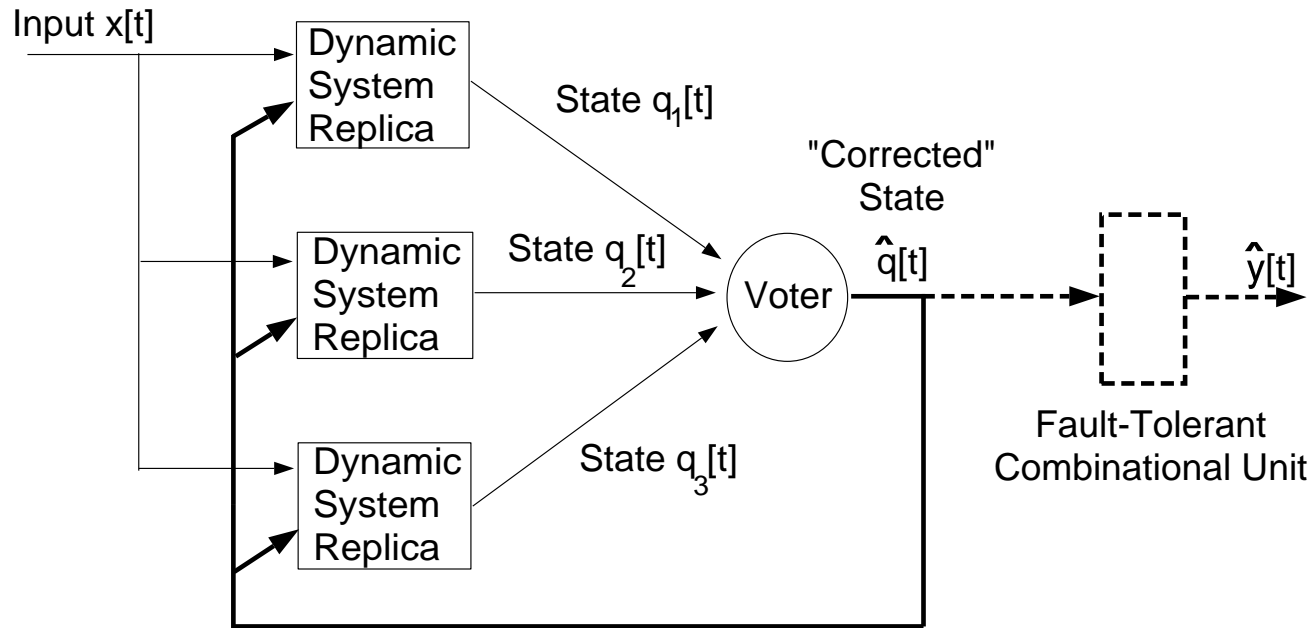 Input x[t]
Dynamic
System
Replica
State q1[t]
"Corrected"
State
q̂[t]
Dynamic
System
Replica
State q2[t]
Voter
ŷ[t]
Dynamic
System
Replica
State q3[t]
Fault-Tolerant
Combinational Unit